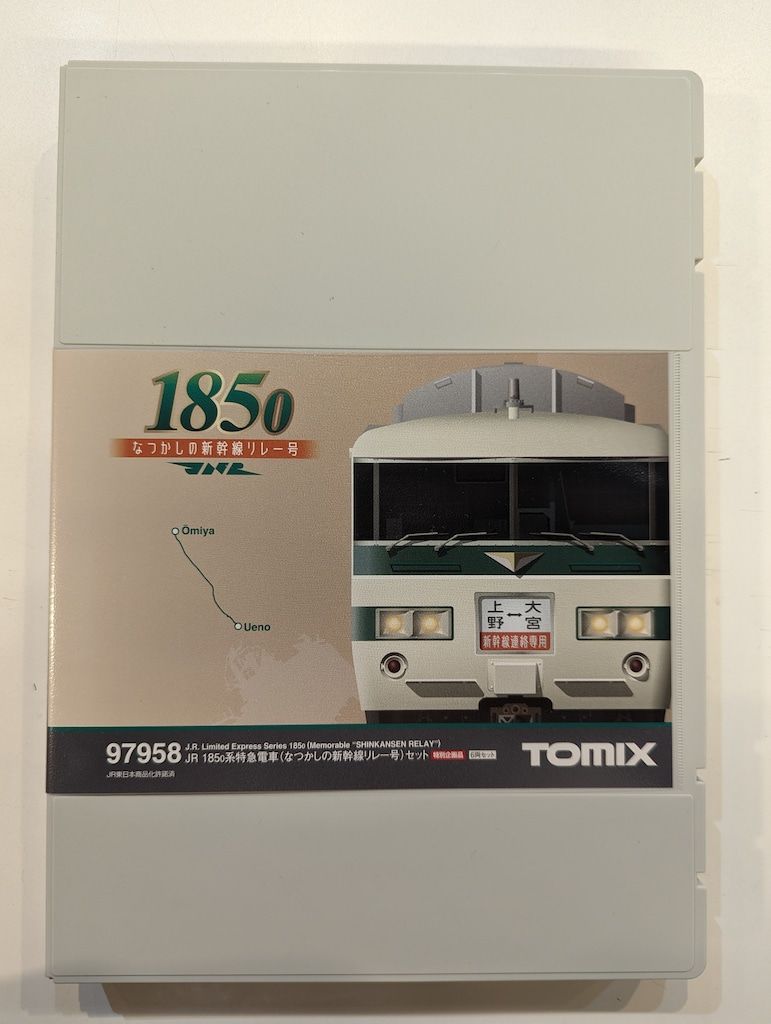 1850
なつかしの新幹線リレー号
Ōmiya
Ueno
上野↔大宮
新幹線連絡専用
97958
J.R. Limited Express Series 1850 (Memorable "SHINKANSEN RELAY")
JR 1850系特急電車(なつかしの新幹線リレー号)セット 特別企画品 6両セット
JR東日本商品化許諾済
TOMIX